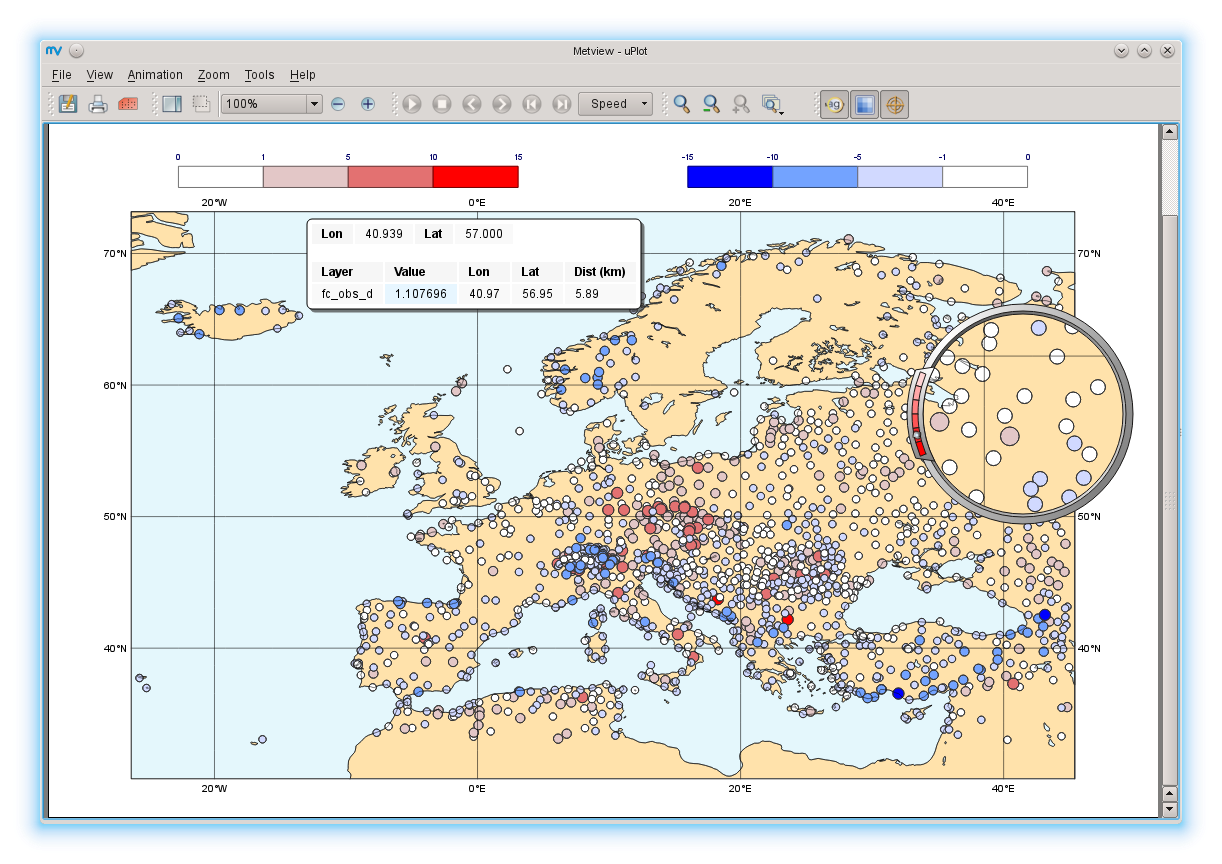 mv Metview - uPlot
File View Animation Zoom Tools Help
100% Speed ag
0 1 5 10 15 -15 -10 -5 -1 0
20°W 0°E 20°E 40°E
Lon 40.939 Lat 57.000
70°N 70°N
Layer Value Lon Lat Dist (km)
fc_obs_d 1.107696 40.97 56.95 5.89
60°N
50°N 50°N
40°N 40°N
20°W 0°E 20°E 40°E